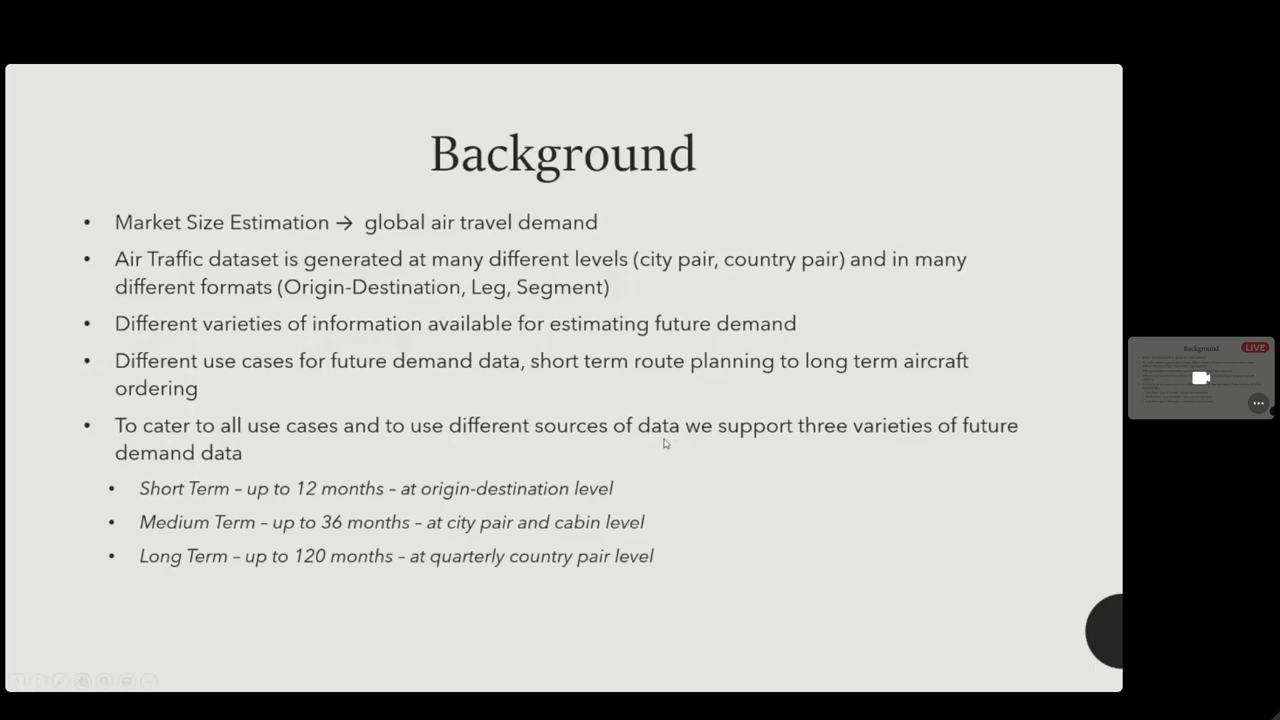 Background
• Market Size Estimation → global air travel demand
• Air Traffic dataset is generated at many different levels (city pair, country pair) and in many
different formats (Origin-Destination, Leg, Segment)
• Different varieties of information available for estimating future demand
• Different use cases for future demand data, short term route planning to long term aircraft
ordering
• To cater to all use cases and to use different sources of data we support three varieties of future
demand data
• Short Term – up to 12 months – at origin-destination level
• Medium Term – up to 36 months – at city pair and cabin level
• Long Term – up to 120 months – at quarterly country pair level
Background
LIVE